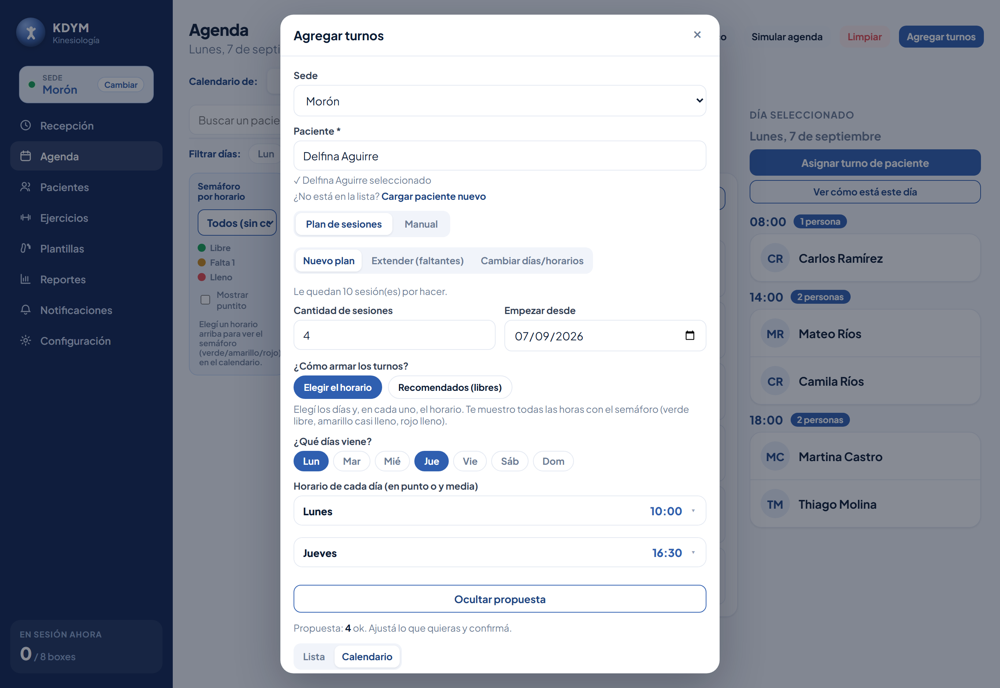 KDYM
Kinesiología
SEDE
Morón
Cambiar
Recepción
Agenda
Pacientes
Ejercicios
Plantillas
Reportes
Notificaciones
Configuración
EN SESIÓN AHORA
0 / 8 boxes
Agenda
Lunes, 7 de septi
Calendario de:
Buscar un pacie
Filtrar días:
Lun
Semáforo
por horario
Todos (sin co
Libre
Falta 1
Lleno
Mostrar
puntito
Elegí un horario
arriba para ver el
semáforo
(verde/amarillo/rojo)
en el calendario.
Agregar turnos
×
Sede
Morón
Paciente *
Delfina Aguirre
✓ Delfina Aguirre seleccionado
¿No está en la lista? Cargar paciente nuevo
Plan de sesiones
Manual
Nuevo plan
Extender (faltantes)
Cambiar días/horarios
Le quedan 10 sesión(es) por hacer.
Cantidad de sesiones
Empezar desde
4
07/09/2026
¿Cómo armar los turnos?
Elegir el horario
Recomendados (libres)
Elegí los días y, en cada uno, el horario. Te muestro todas las horas con el semáforo (verde
libre, amarillo casi lleno, rojo lleno).
¿Qué días viene?
Lun
Mar
Mié
Jue
Vie
Sáb
Dom
Horario de cada día (en punto o y media)
Lunes
10:00
Jueves
16:30
Ocultar propuesta
Propuesta: 4 ok. Ajustá lo que quieras y confirmá.
Lista
Calendario
Simular agenda
Limpiar
Agregar turnos
DÍA SELECCIONADO
Lunes, 7 de septiembre
Asignar turno de paciente
Ver cómo está este día
08:00
1 persona
CR
Carlos Ramírez
14:00
2 personas
MR
Mateo Ríos
CR
Camila Ríos
18:00
2 personas
MC
Martina Castro
TM
Thiago Molina